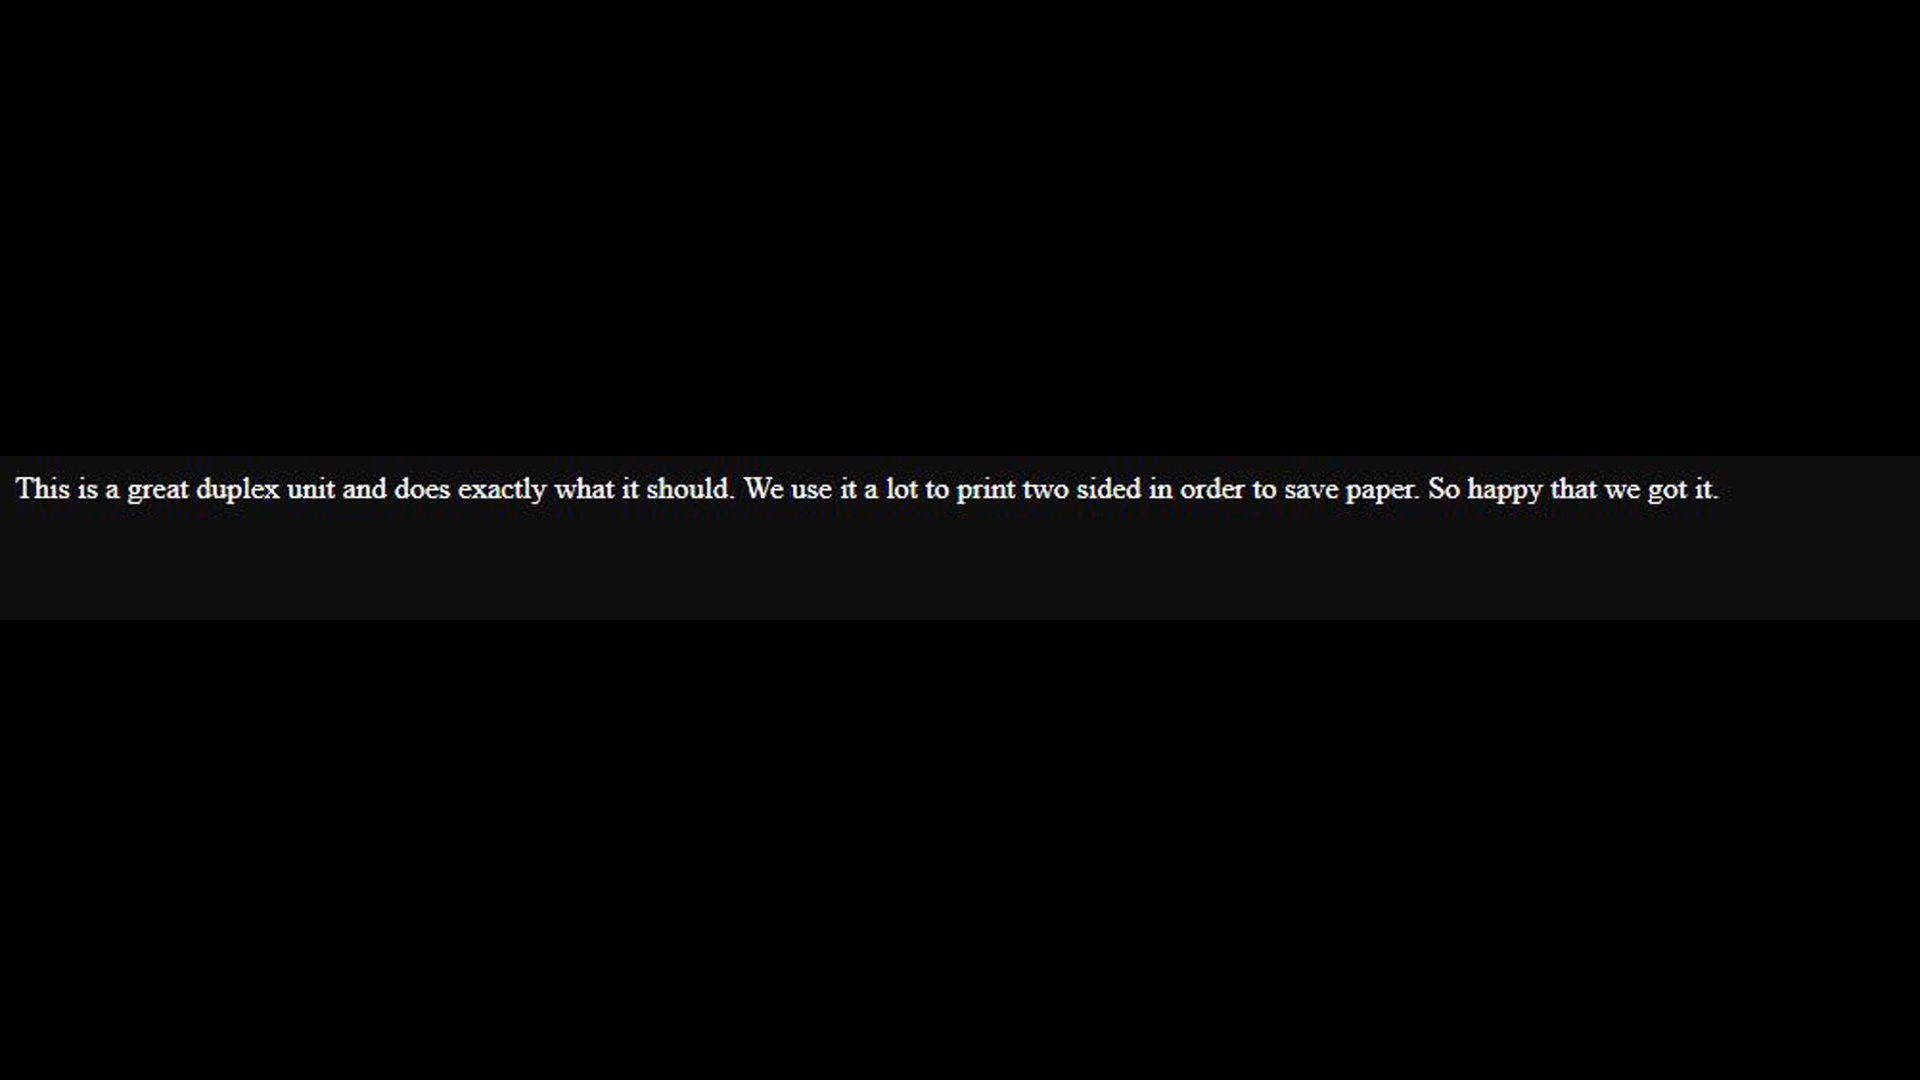 This is a great duplex unit and does exactly what it should. We use it a lot to print two sided in order to save paper. So happy that we got it.